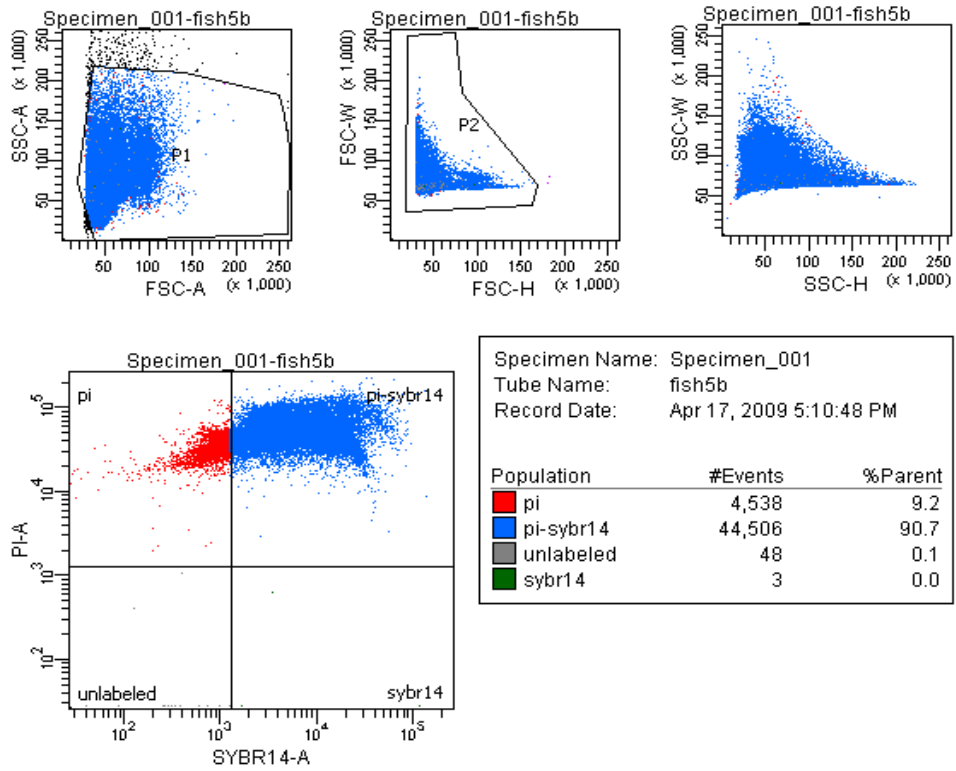 Specimen_001-fish5b
SSC-A (x 1,000)
50 100 150 200 250
P1
50 100 150 200 250
FSC-A (x 1,000)
Specimen_001-fish5b
FSC-W (x 1,000)
50 100 150 200 250
P2
50 100 150 200 250
FSC-H (x 1,000)
Specimen_001-fish5b
SSC-W (x 1,000)
50 100 150 200 250
50 100 150 200 250
SSC-H (x 1,000)
Specimen_001-fish5b
pi
pi-sybr14
PI-A
10^2 10^3 10^4 10^5
unlabeled
sybr14
10^2 10^3 10^4 10^5
SYBR14-A
Specimen Name: Specimen_001
Tube Name: fish5b
Record Date: Apr 17, 2009 5:10:48 PM
Population #Events %Parent
pi 4,538 9.2
pi-sybr14 44,506 90.7
unlabeled 48 0.1
sybr14 3 0.0